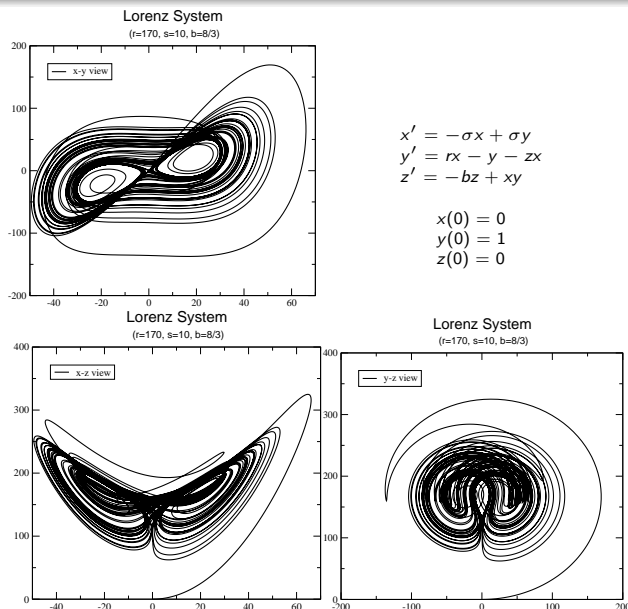 Lorenz System
(r=170, s=10, b=8/3)
200
100
0
-100
-200
x-y view
-40 -20 0 20 40 60
x′ = −σx + σy
y′ = rx − y − zx
z′ = −bz + xy
x(0) = 0
y(0) = 1
z(0) = 0
Lorenz System
(r=170, s=10, b=8/3)
400
300
200
100
0
x-z view
-40 -20 0 20 40 60
Lorenz System
(r=170, s=10, b=8/3)
400
300
200
100
0
y-z view
-200 -100 0 100 200